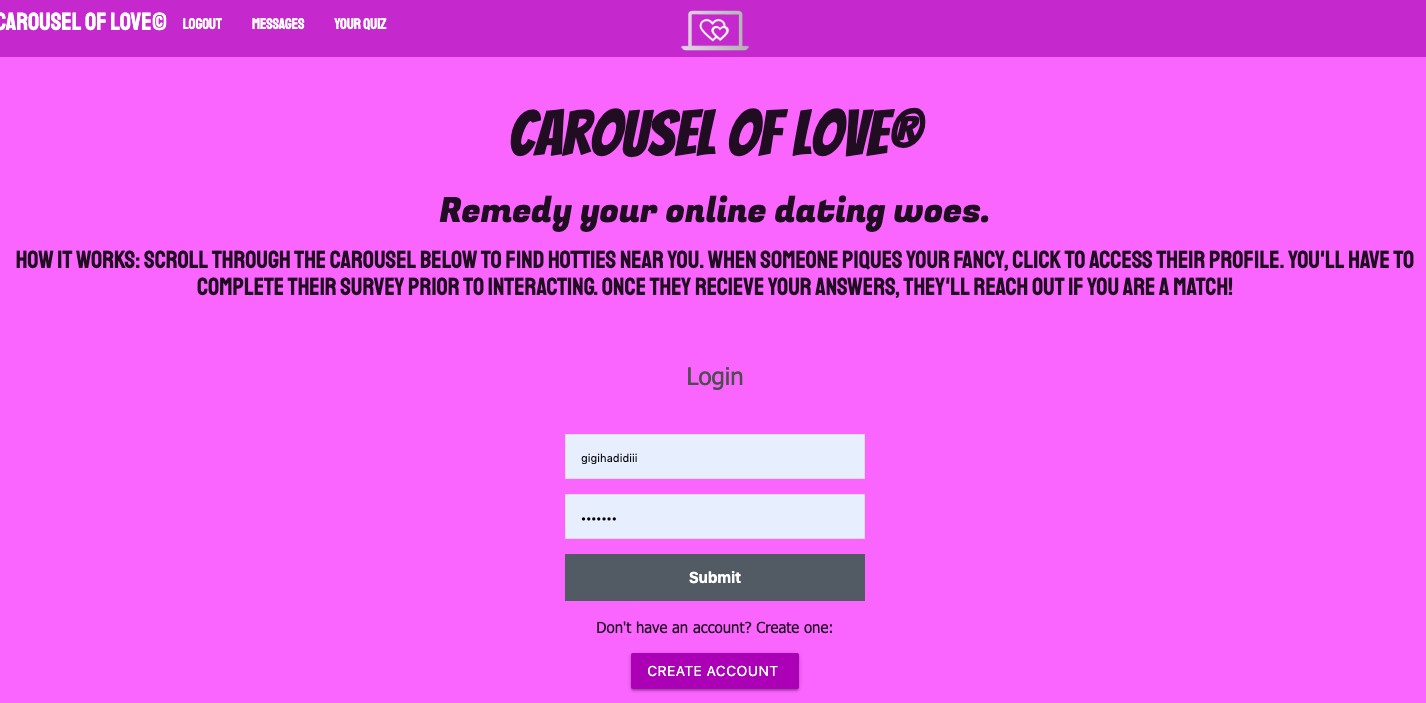 CAROUSEL OF LOVE© LOGOUT MESSAGES YOUR QUIZ
CAROUSEL OF LOVE®
Remedy your online dating woes.
HOW IT WORKS: SCROLL THROUGH THE CAROUSEL BELOW TO FIND HOTTIES NEAR YOU. WHEN SOMEONE PIQUES YOUR FANCY, CLICK TO ACCESS THEIR PROFILE. YOU'LL HAVE TO
COMPLETE THEIR SURVEY PRIOR TO INTERACTING. ONCE THEY RECIEVE YOUR ANSWERS, THEY'LL REACH OUT IF YOU ARE A MATCH!
Login
gigihadidiii
•••••••
Submit
Don't have an account? Create one:
CREATE ACCOUNT